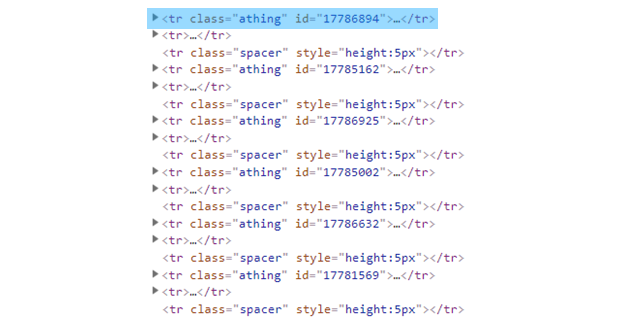 <tr class="athing" id="17786894">…</tr>
<tr>…</tr>
<tr class="spacer" style="height:5px"></tr>
<tr class="athing" id="17785162">…</tr>
<tr>…</tr>
<tr class="spacer" style="height:5px"></tr>
<tr class="athing" id="17786925">…</tr>
<tr>…</tr>
<tr class="spacer" style="height:5px"></tr>
<tr class="athing" id="17785002">…</tr>
<tr>…</tr>
<tr class="spacer" style="height:5px"></tr>
<tr class="athing" id="17786632">…</tr>
<tr>…</tr>
<tr class="spacer" style="height:5px"></tr>
<tr class="athing" id="17781569">…</tr>
<tr>…</tr>
<tr class="spacer" style="height:5px"></tr>